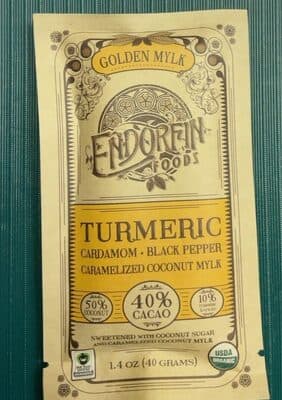 GOLDEN MYLK
ENDORFIN
FOODS
TURMERIC
CARDAMOM • BLACK PEPPER
CARAMELIZED COCONUT MYLK
50%
COCONUT
40%
CACAO
10%
SWEETENED WITH COCONUT SUGAR
AND CARAMELIZED COCONUT MYLK
1.4 OZ (40 GRAMS)
USDA
ORGANIC